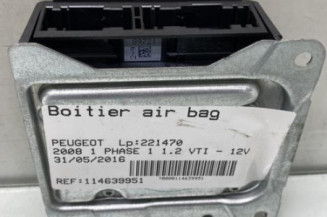 Boitier air bag
PEUGEOT Lp:221470
2008 1 PHASE 1 1.2 VTI - 12V
31/05/2016
REF:114639951